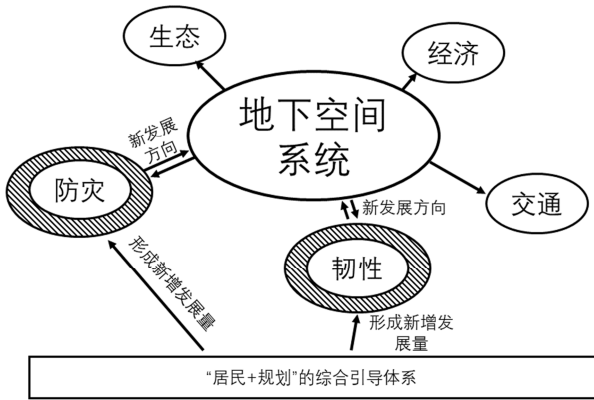 生态
经济
地下空间
系统
新发展
方向
防灾
交通
新发展方向
韧性
形成新增发展量
形成新增发
展量
“居民+规划”的综合引导体系